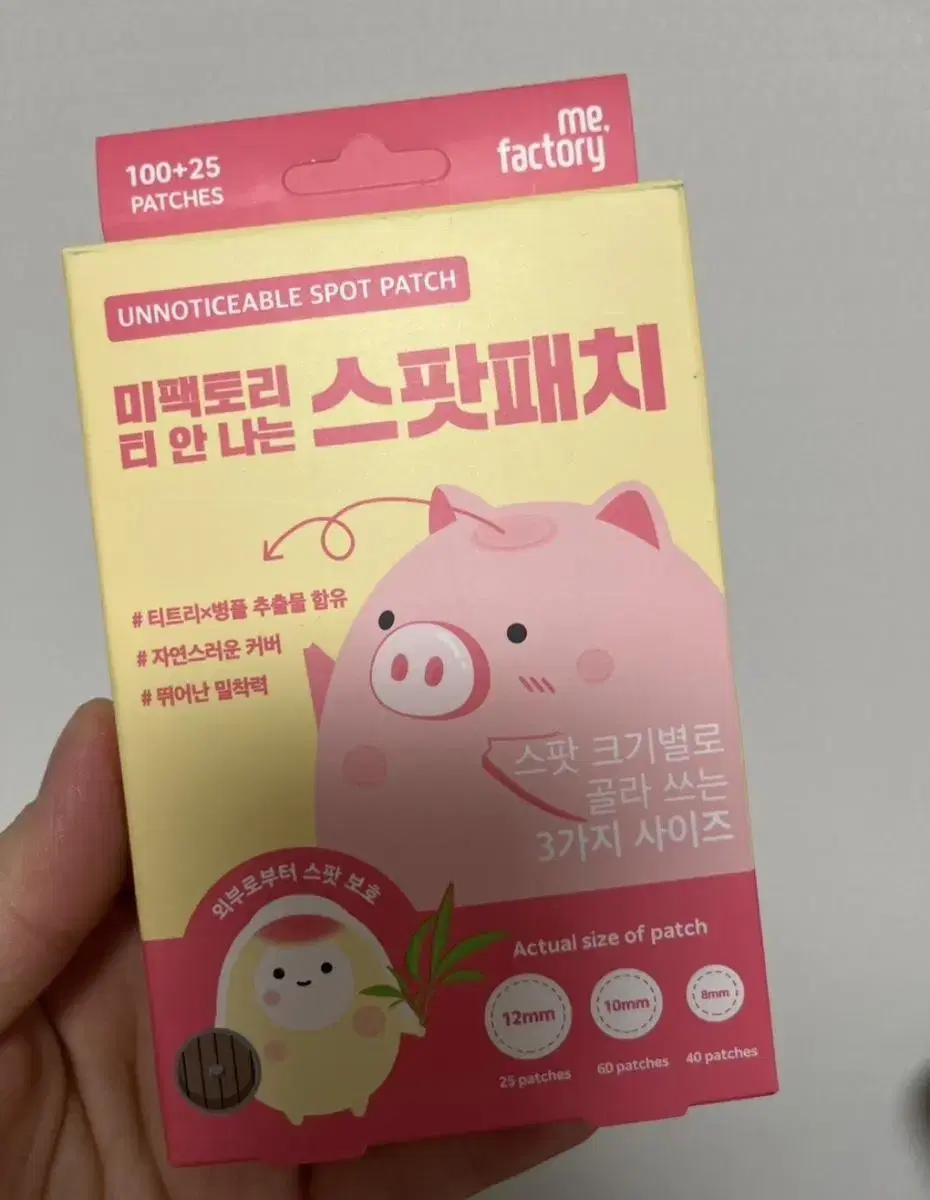 100+25
PATCHES
me.
factory
UNNOTICEABLE SPOT PATCH
미팩토리
티 안 나는
스팟패치
# 티트리x병풀 추출물 함유
# 자연스러운 커버
# 뛰어난 밀착력
스팟 크기별로
골라 쓰는
3가지 사이즈
외부로부터 스팟 보호
Actual size of patch
12mm
10mm
8mm
25 patches
60 patches
40 patches